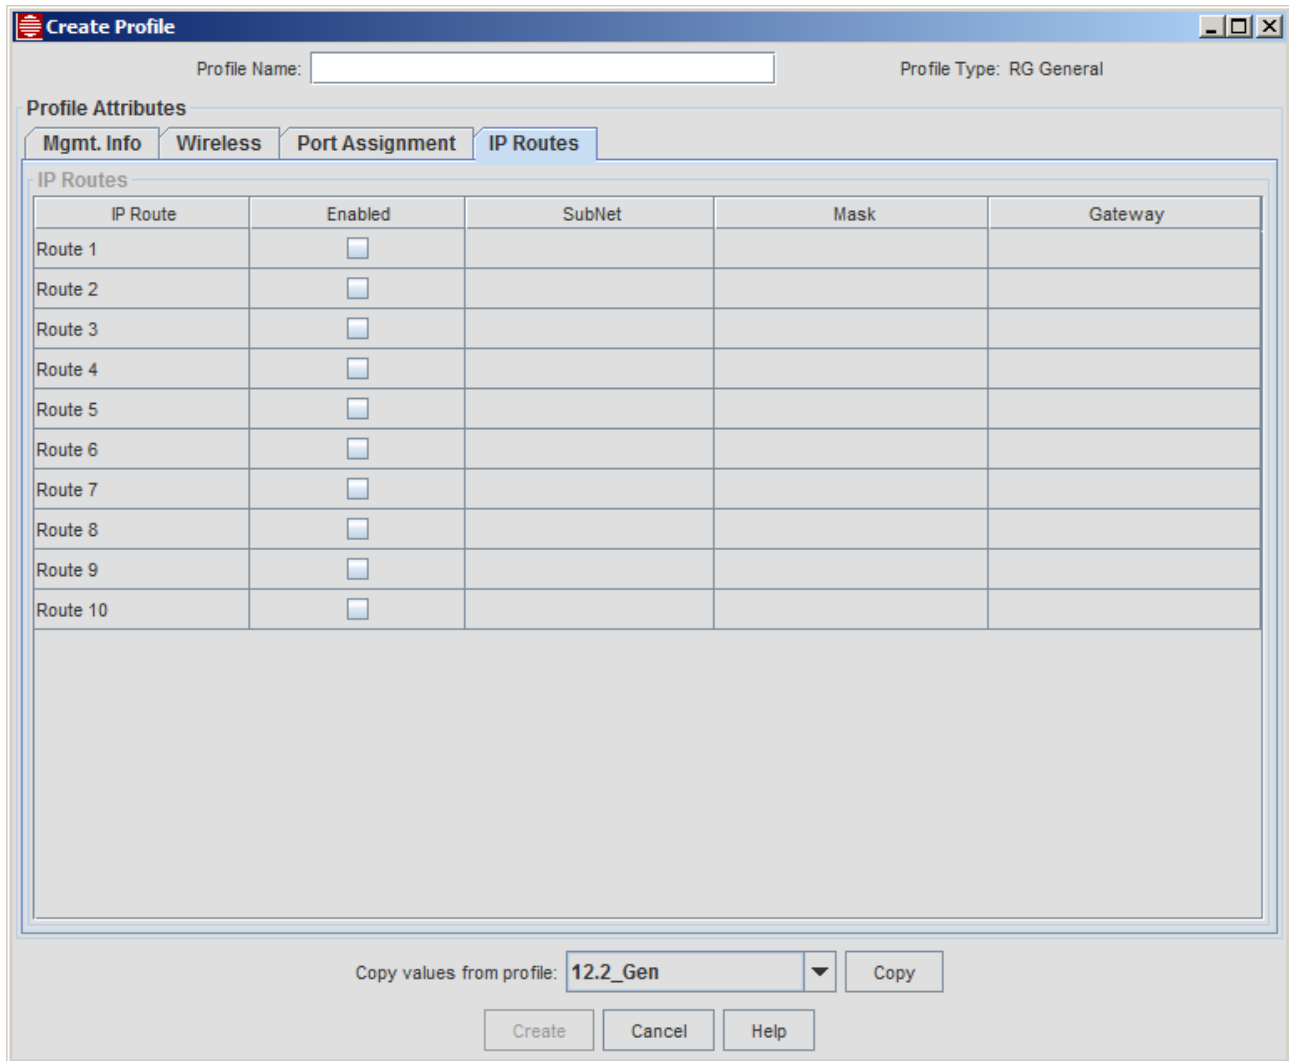 Create Profile
Profile Name: Profile Type: RG General
Profile Attributes
Mgmt. Info Wireless Port Assignment IP Routes
IP Routes
IP Route Enabled SubNet Mask Gateway
Route 1
Route 2
Route 3
Route 4
Route 5
Route 6
Route 7
Route 8
Route 9
Route 10
Copy values from profile: 12.2_Gen Copy
Create Cancel Help